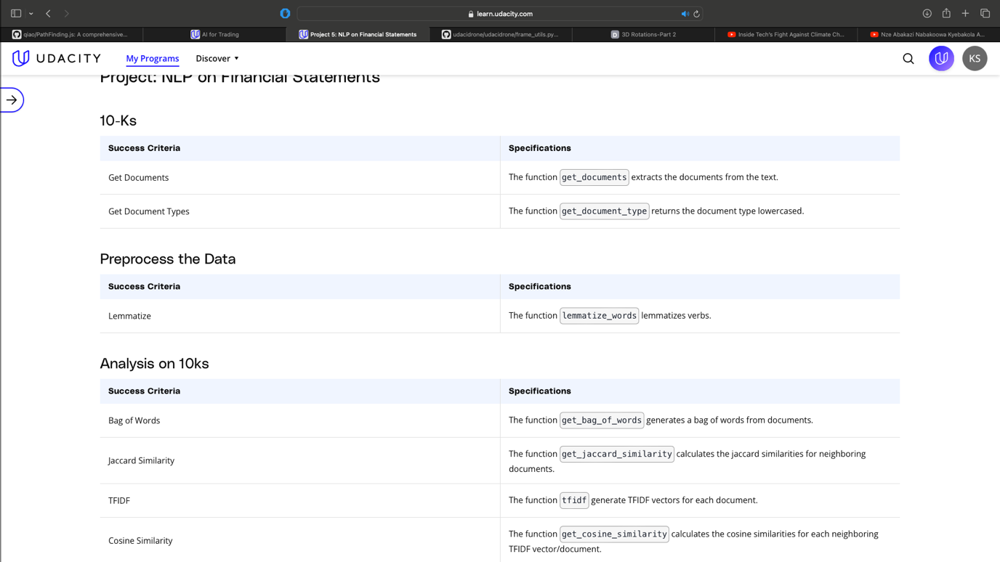 learn.udacity.com
qiao/PathFinding.js: A comprehensive...
AI for Trading
Project 5: NLP on Financial Statements
udacidrone/udacidrone/frame_utils.py...
D 3D Rotations-Part 2
Inside Tech's Fight Against Climate Ch...
Nze Abakazi Nabakoowa Kyebakola A...
UDACITY
My Programs
Discover
KS
Project: NLP on Financial Statements
10-Ks
Success Criteria
Specifications
Get Documents
The function get_documents extracts the documents from the text.
Get Document Types
The function get_document_type returns the document type lowercased.
Preprocess the Data
Success Criteria
Specifications
Lemmatize
The function lemmatize_words lemmatizes verbs.
Analysis on 10ks
Success Criteria
Specifications
Bag of Words
The function get_bag_of_words generates a bag of words from documents.
Jaccard Similarity
The function get_jaccard_similarity calculates the jaccard similarities for neighboring
documents.
TFIDF
The function tfidf generate TFIDF vectors for each document.
Cosine Similarity
The function get_cosine_similarity calculates the cosine similarities for each neighboring
TFIDF vector/document.